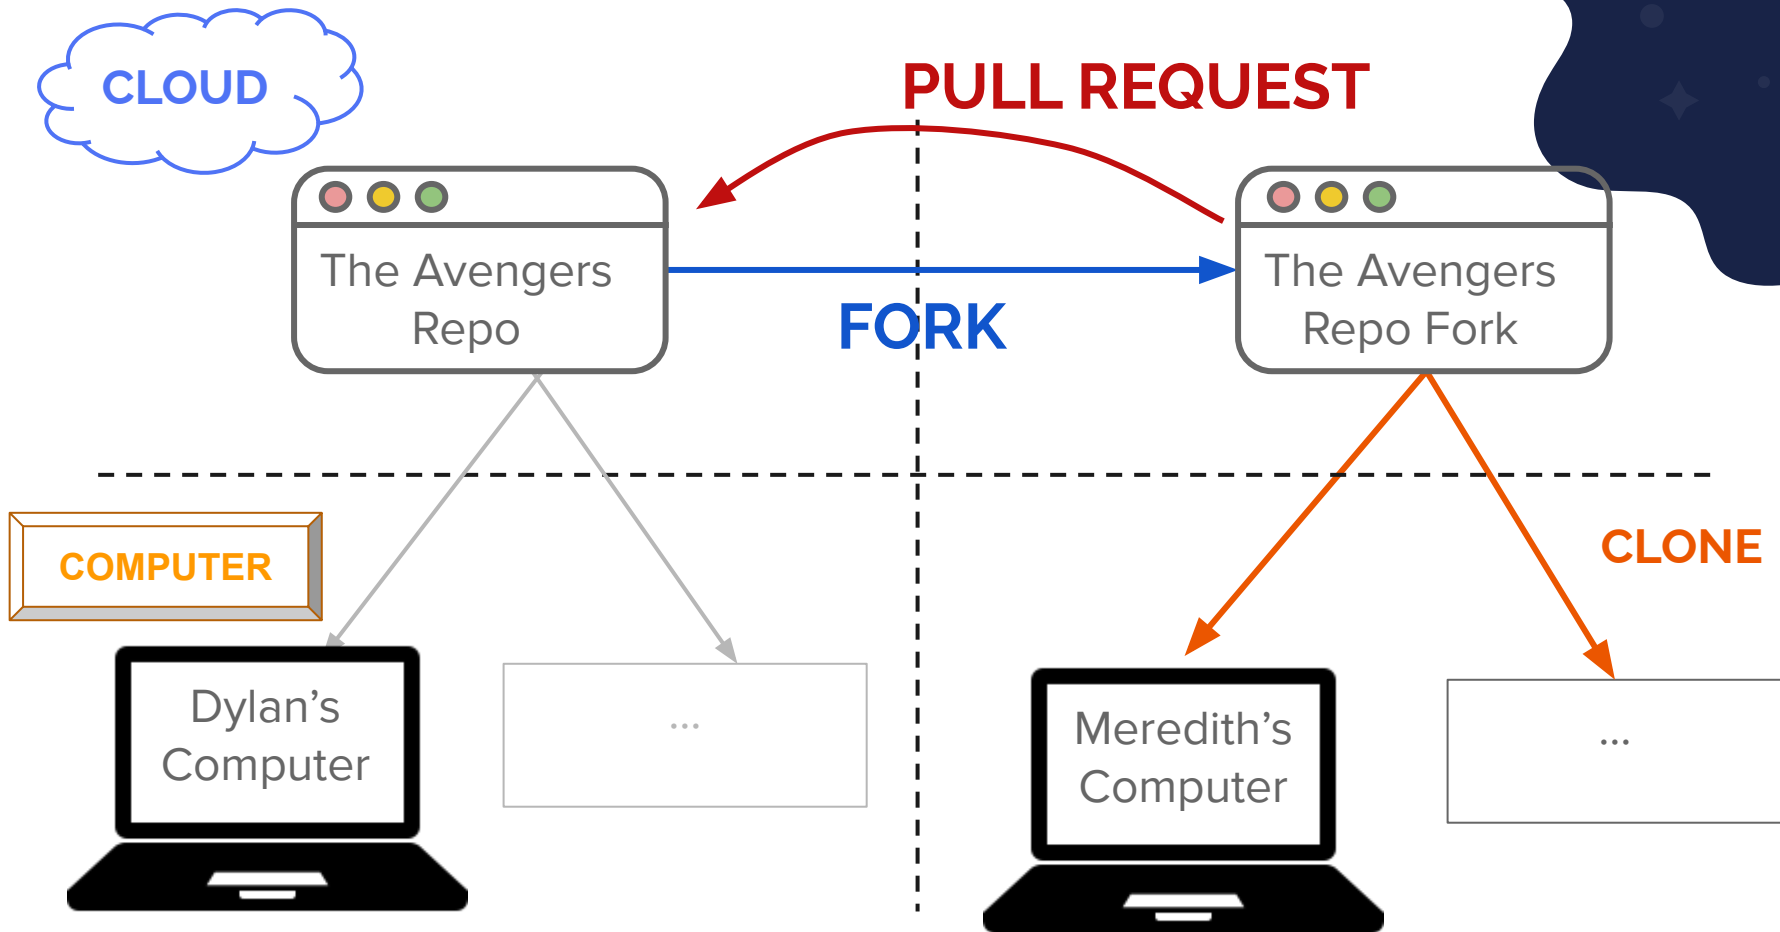 CLOUD
PULL REQUEST
The Avengers
Repo
FORK
The Avengers
Repo Fork
COMPUTER
CLONE
Dylan’s
Computer
...
Meredith’s
Computer
...